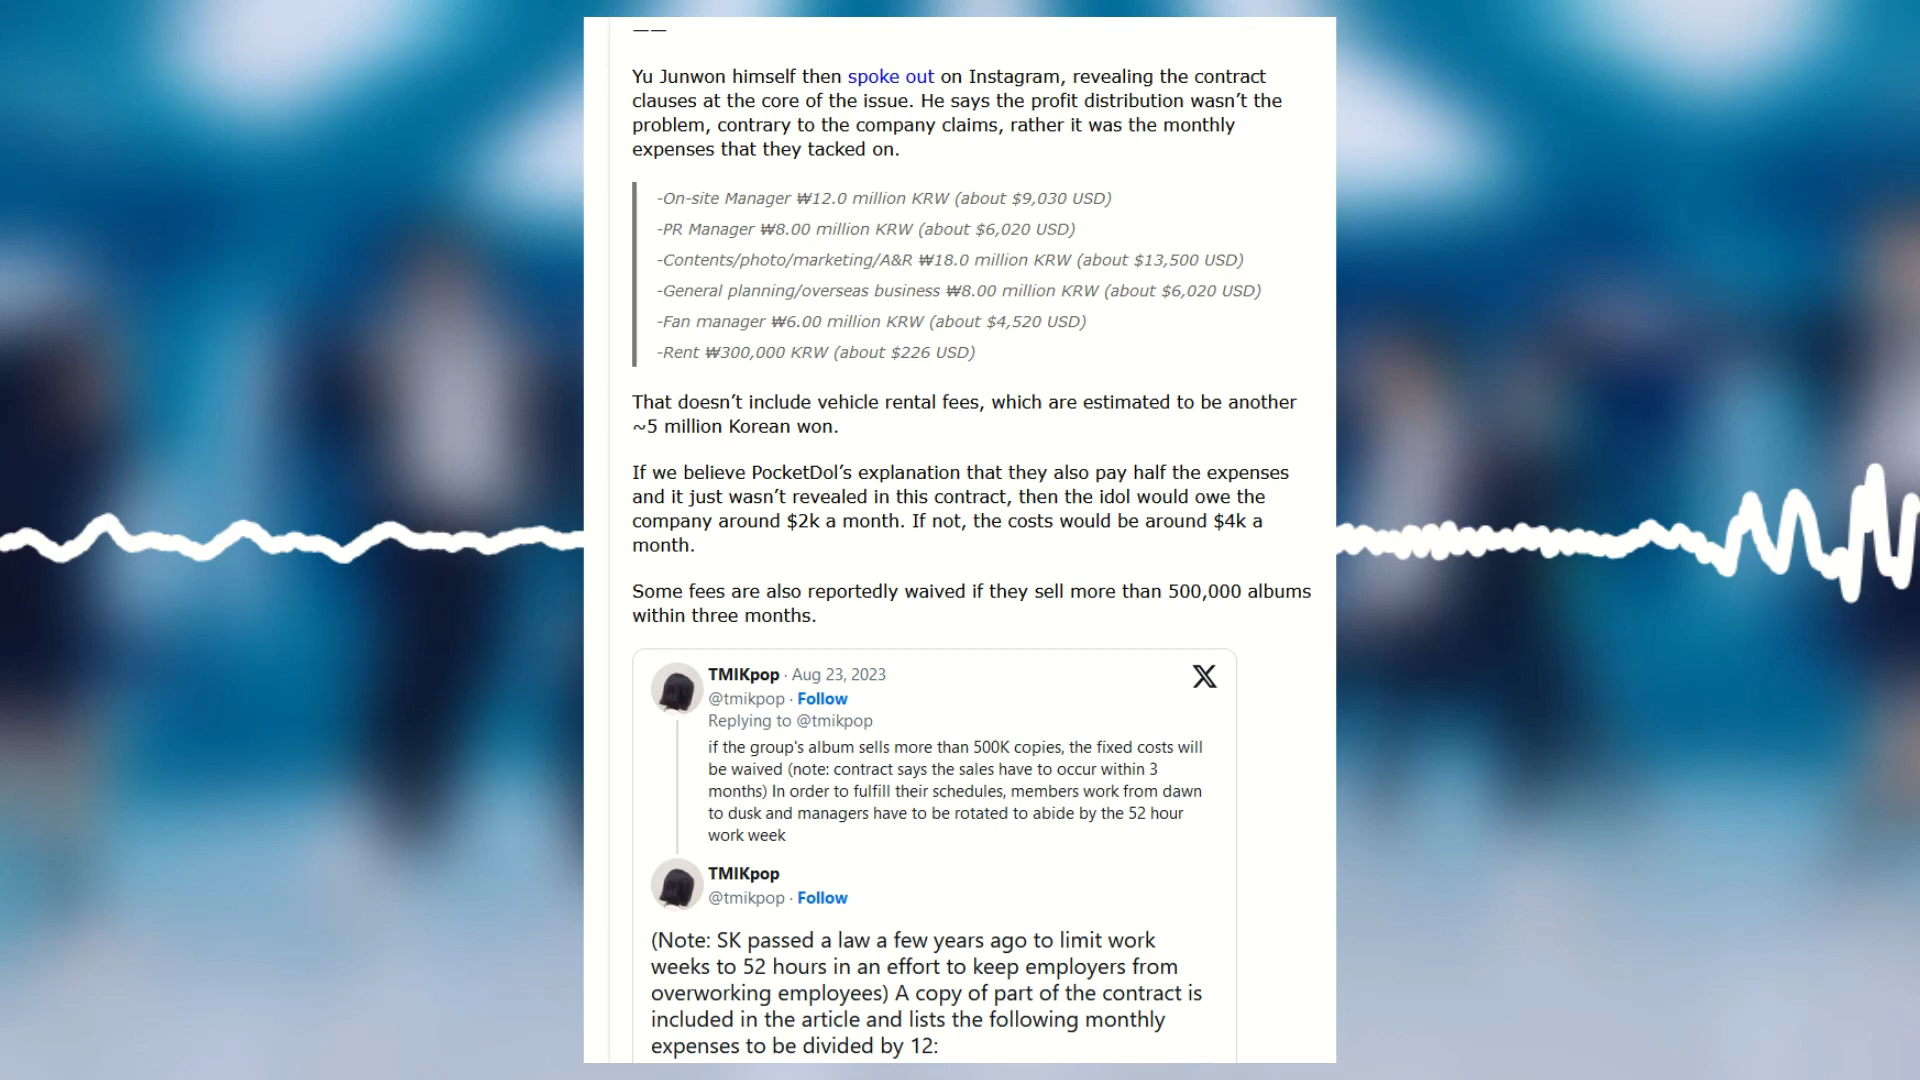 Yu Junwon himself then spoke out on Instagram, revealing the contract
clauses at the core of the issue. He says the profit distribution wasn’t the
problem, contrary to the company claims, rather it was the monthly
expenses that they tacked on.
-On-site Manager ₩12.0 million KRW (about $9,030 USD)
-PR Manager ₩8.00 million KRW (about $6,020 USD)
-Contents/photo/marketing/A&R ₩18.0 million KRW (about $13,500 USD)
-General planning/overseas business ₩8.00 million KRW (about $6,020 USD)
-Fan manager ₩6.00 million KRW (about $4,520 USD)
-Rent ₩300,000 KRW (about $226 USD)
That doesn’t include vehicle rental fees, which are estimated to be another
~5 million Korean won.
If we believe PocketDol’s explanation that they also pay half the expenses
and it just wasn’t revealed in this contract, then the idol would owe the
company around $2k a month. If not, the costs would be around $4k a
month.
Some fees are also reportedly waived if they sell more than 500,000 albums
within three months.
TMIKpop · Aug 23, 2023
@tmikpop · Follow
Replying to @tmikpop
if the group's album sells more than 500K copies, the fixed costs will
be waived (note: contract says the sales have to occur within 3
months) In order to fulfill their schedules, members work from dawn
to dusk and managers have to be rotated to abide by the 52 hour
work week
TMIKpop
@tmikpop · Follow
(Note: SK passed a law a few years ago to limit work
weeks to 52 hours in an effort to keep employers from
overworking employees) A copy of part of the contract is
included in the article and lists the following monthly
expenses to be divided by 12: